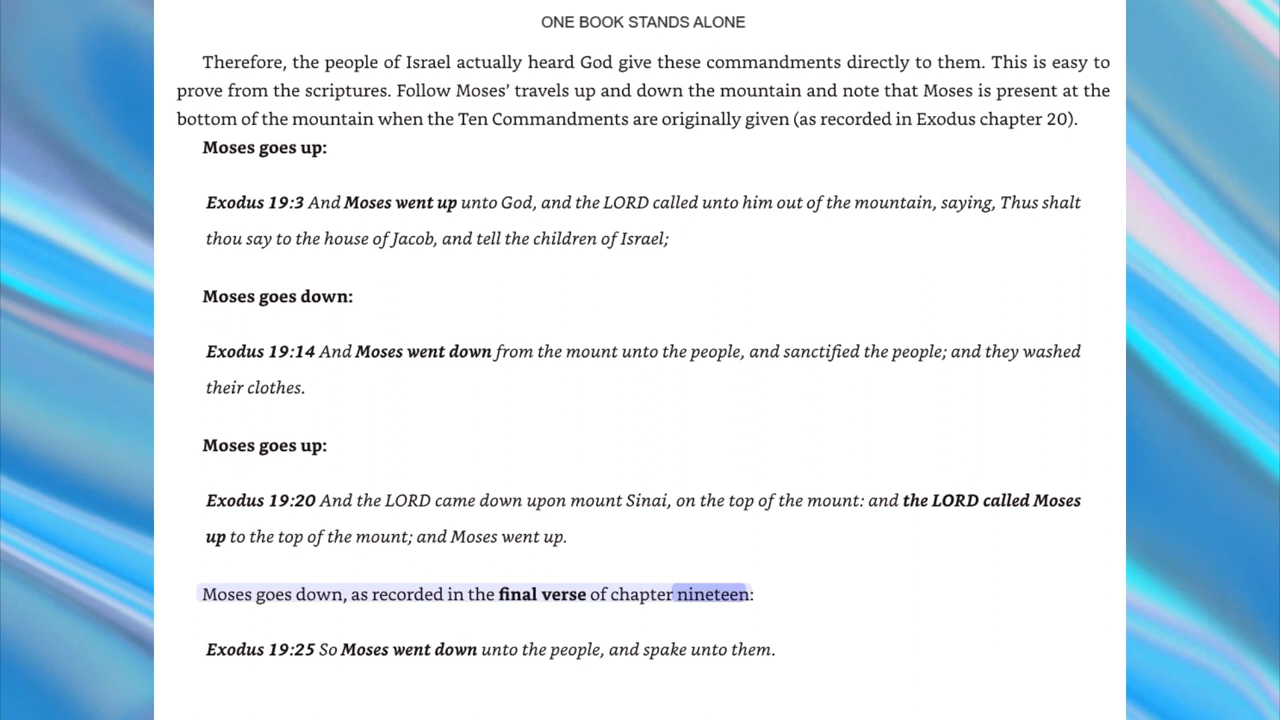 ONE BOOK STANDS ALONE
Therefore, the people of Israel actually heard God give these commandments directly to them. This is easy to
prove from the scriptures. Follow Moses’ travels up and down the mountain and note that Moses is present at the
bottom of the mountain when the Ten Commandments are originally given (as recorded in Exodus chapter 20).
Moses goes up:
Exodus 19:3 And Moses went up unto God, and the LORD called unto him out of the mountain, saying, Thus shalt
thou say to the house of Jacob, and tell the children of Israel;
Moses goes down:
Exodus 19:14 And Moses went down from the mount unto the people, and sanctified the people; and they washed
their clothes.
Moses goes up:
Exodus 19:20 And the LORD came down upon mount Sinai, on the top of the mount: and the LORD called Moses
up to the top of the mount; and Moses went up.
Moses goes down, as recorded in the final verse of chapter nineteen:
Exodus 19:25 So Moses went down unto the people, and spake unto them.